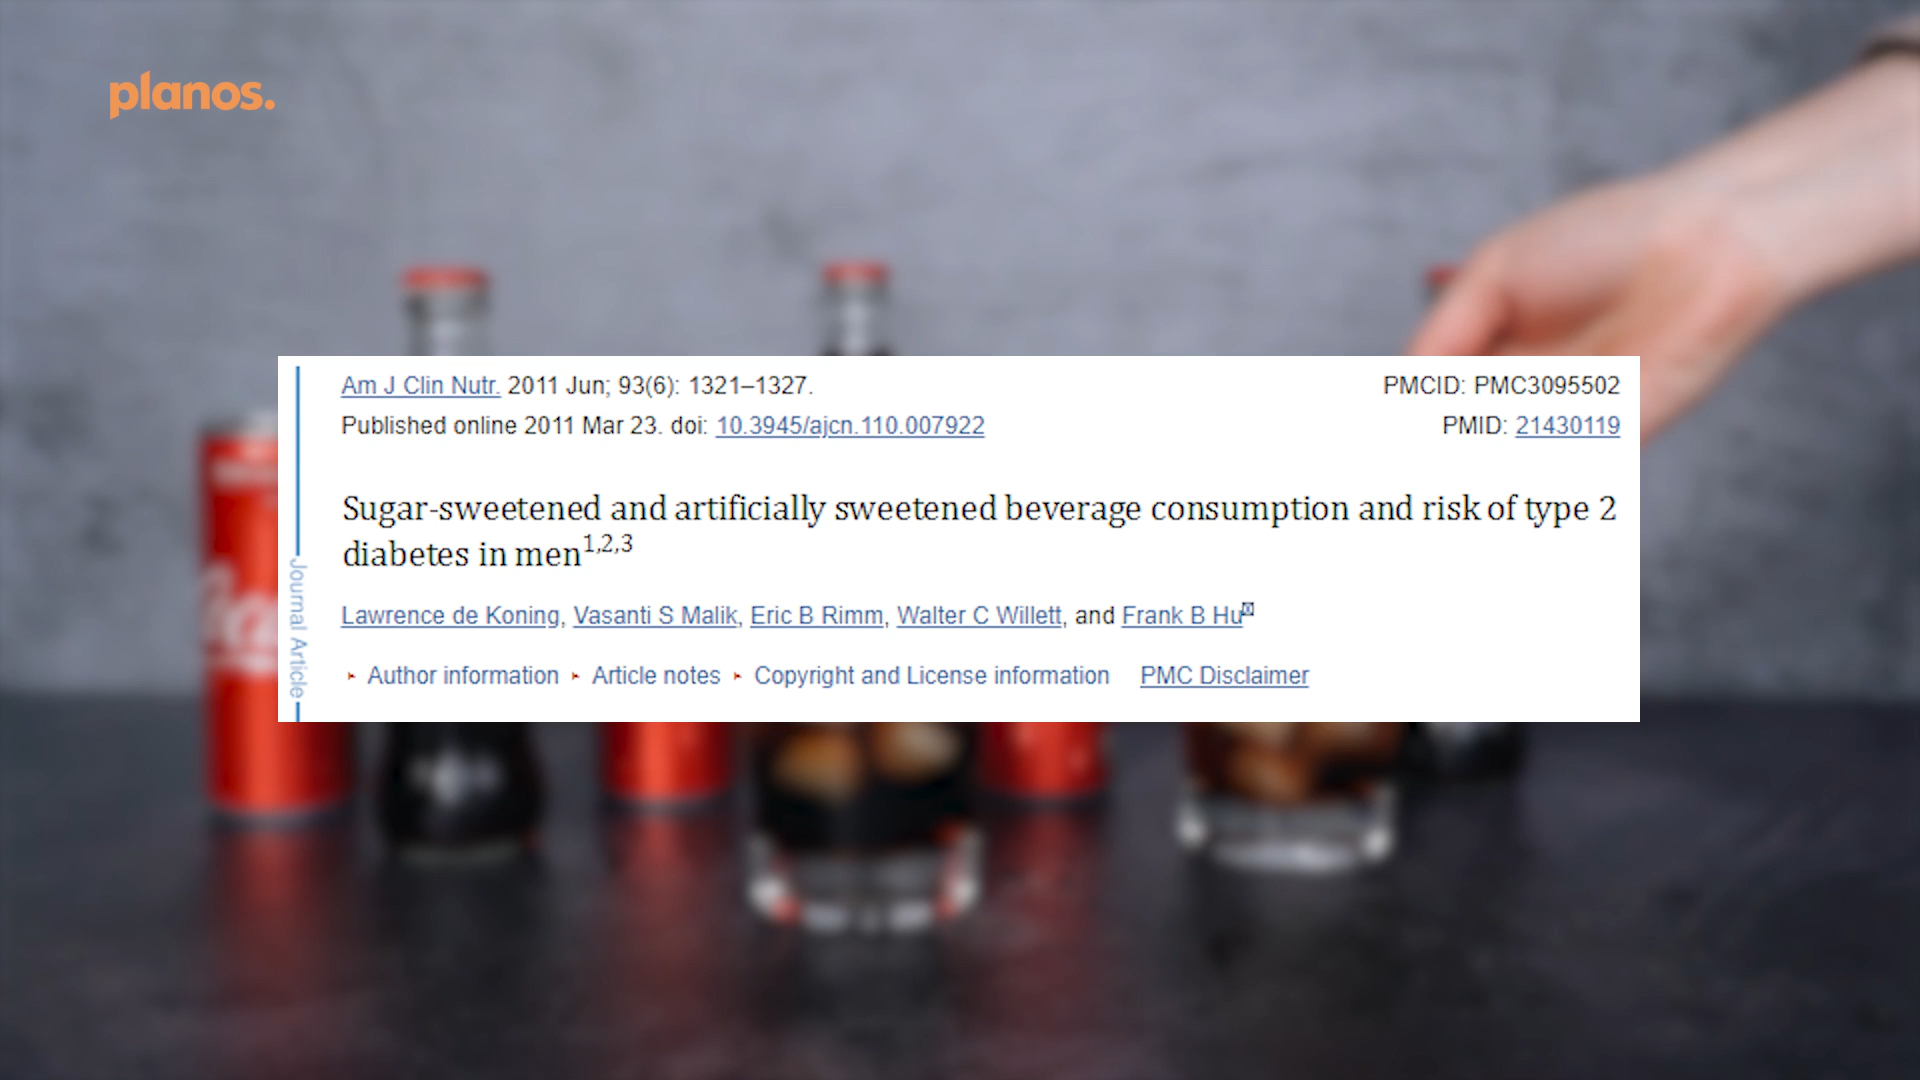 planos.
Am J Clin Nutr. 2011 Jun; 93(6): 1321–1327.
PMCID: PMC3095502
Published online 2011 Mar 23. doi: 10.3945/ajcn.110.007922
PMID: 21430119
Sugar-sweetened and artificially sweetened beverage consumption and risk of type 2
diabetes in men1,2,3
Lawrence de Koning, Vasanti S Malik, Eric B Rimm, Walter C Willett, and Frank B Hu
Author information Article notes Copyright and License information PMC Disclaimer
Journal Article